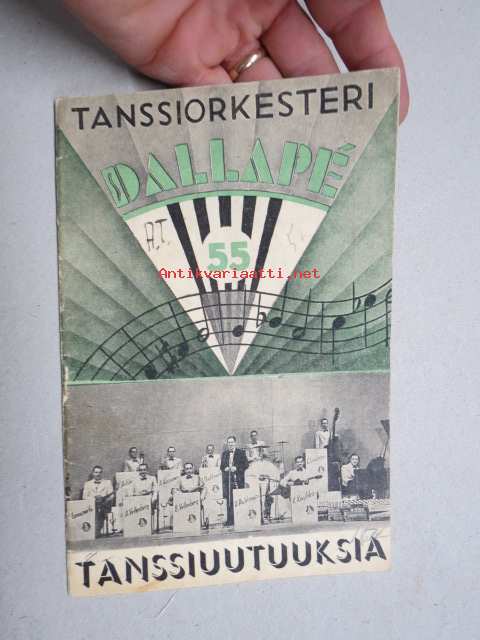 TANSSIORKESTERI
DALLAPÉ
A.T.
55
Antikvariaatti.net
TANSSIUUTUUKSIA